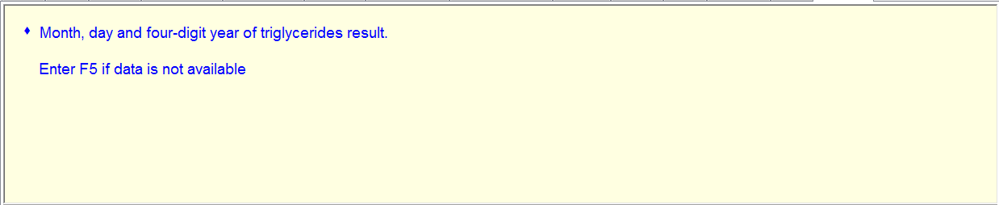 ♦ Month, day and four-digit year of triglycerides result.
Enter F5 if data is not available